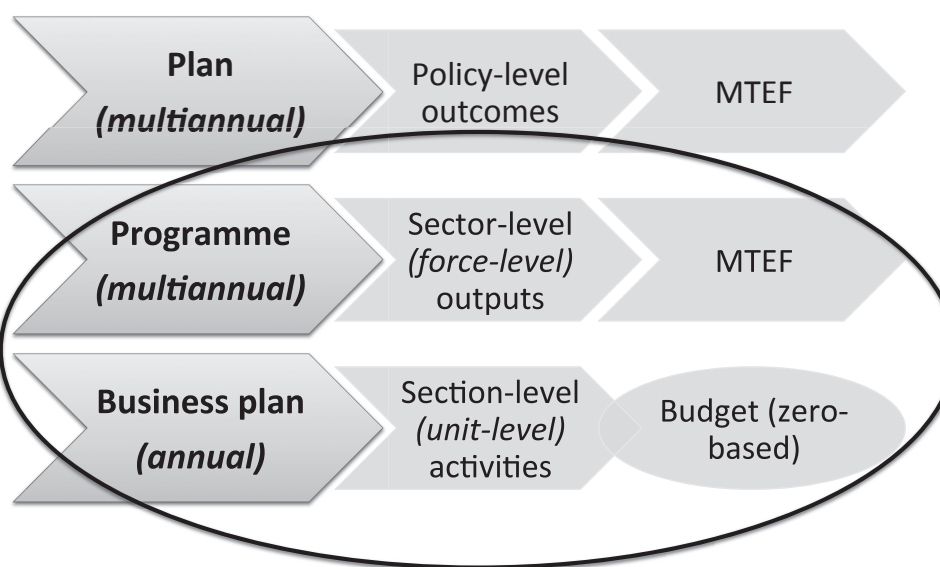 Plan
(multiannual)
Policy-level
outcomes
MTEF
Programme
(multiannual)
Sector-level
(force-level)
outputs
MTEF
Business plan
(annual)
Section-level
(unit-level)
activities
Budget (zero-
based)